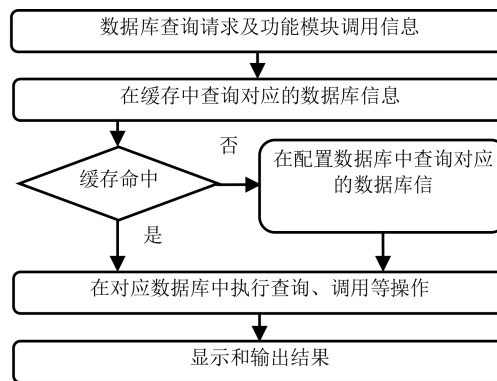 数据库查询请求及功能模块调用信息
在缓存中查询对应的数据库信息
否
缓存命中
在配置数据库中查询对应
的数据库信
是
在对应数据库中执行查询、调用等操作
显示和输出结果